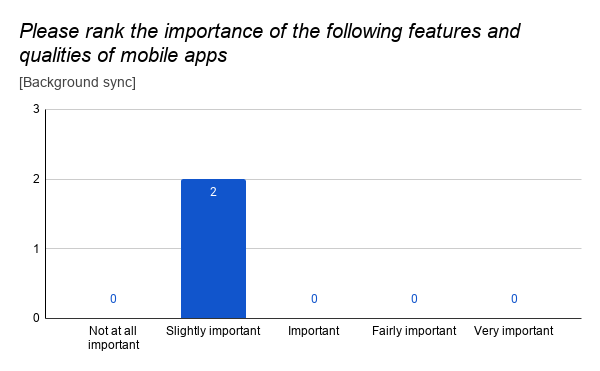 Please rank the importance of the following features and
qualities of mobile apps
[Background sync]
3
2
1
0
0
2
0
0
0
Not at all
important
Slightly important
Important
Fairly important
Very important